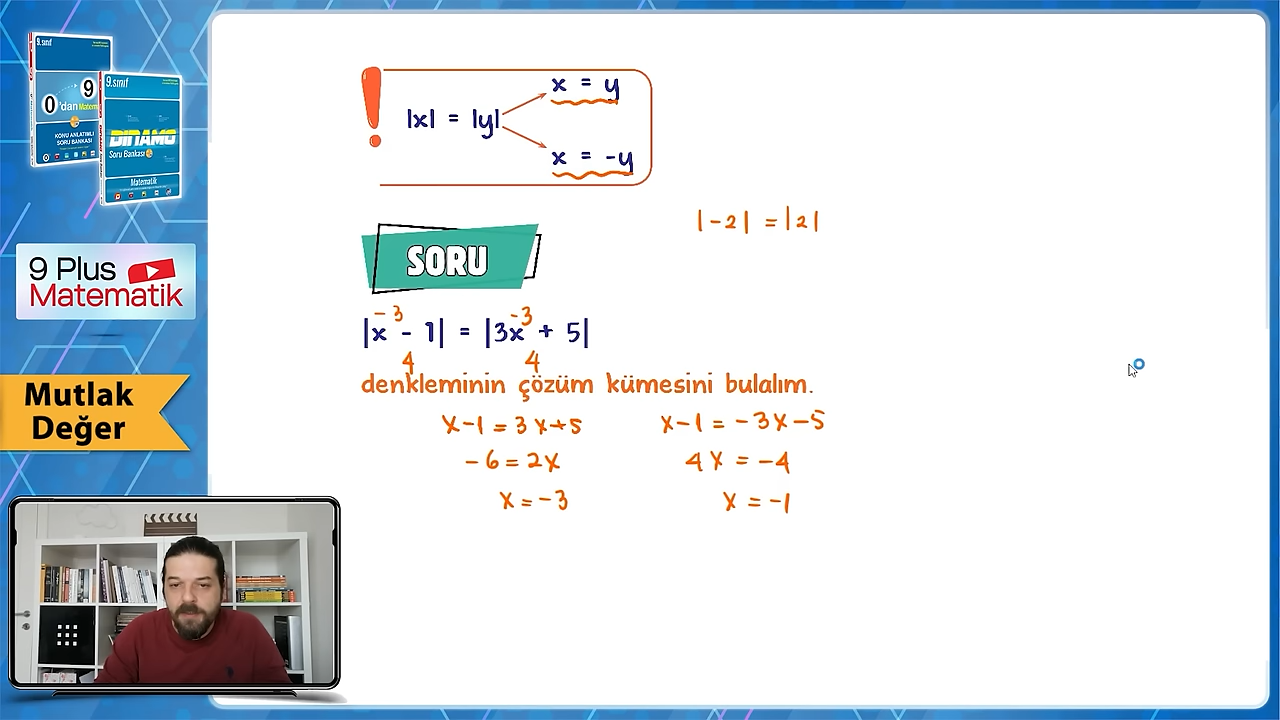 9.sınıf
0'dan 9
Matem
KONU ANLATIMLI
SORU BANKASI
9.sınıf
DİNAMO
Soru Bankası
Matematik
9 Plus
Matematik
Mutlak
Değer
|x| = |y|
x = y
x = -y
|-2| = |2|
SORU
-3 -3
|x - 1| = |3x + 5|
4 4
denkleminin çözüm kümesini bulalım.
x-1 = 3x+5 x-1 = -3x-5
-6 = 2x 4x = -4
x = -3 x = -1